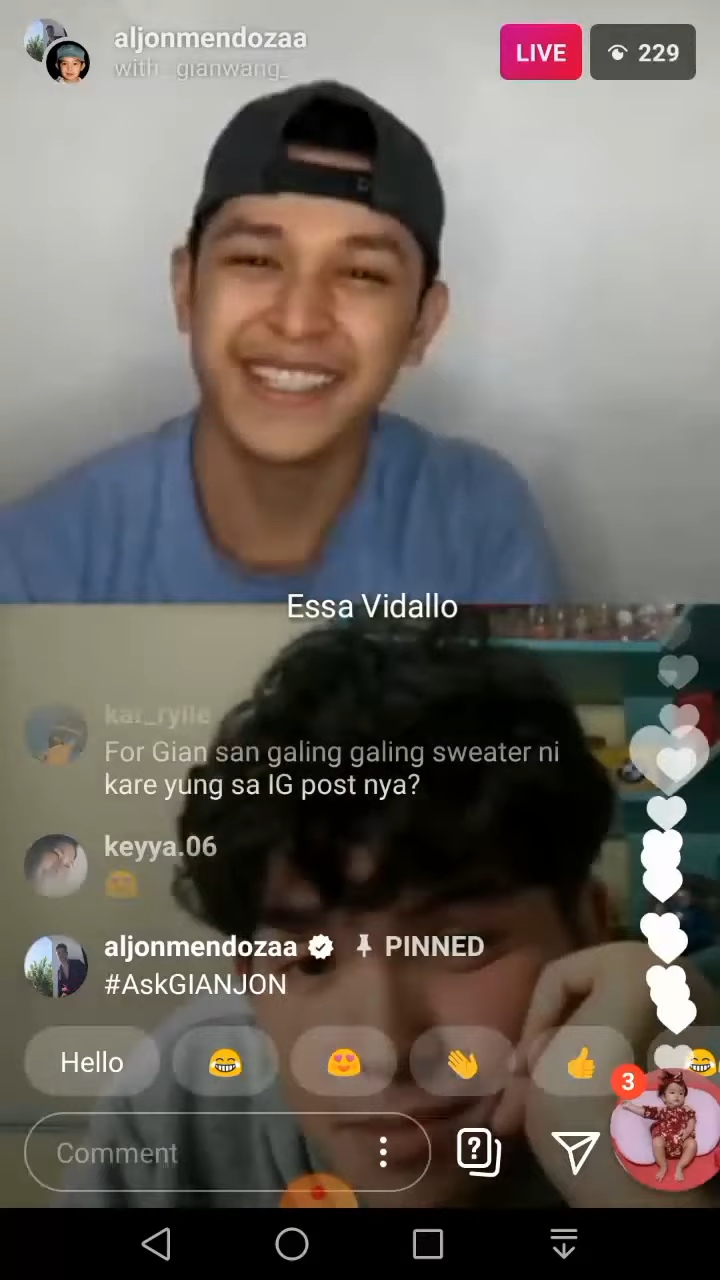 aljonmendozaa
with gianwang_
LIVE
229
Essa Vidallo
kar_rylle
For Gian san galing galing sweater ni
kare yung sa IG post nya?
keyya.06
aljonmendozaa PINNED
#AskGIANJON
Hello
3
Comment